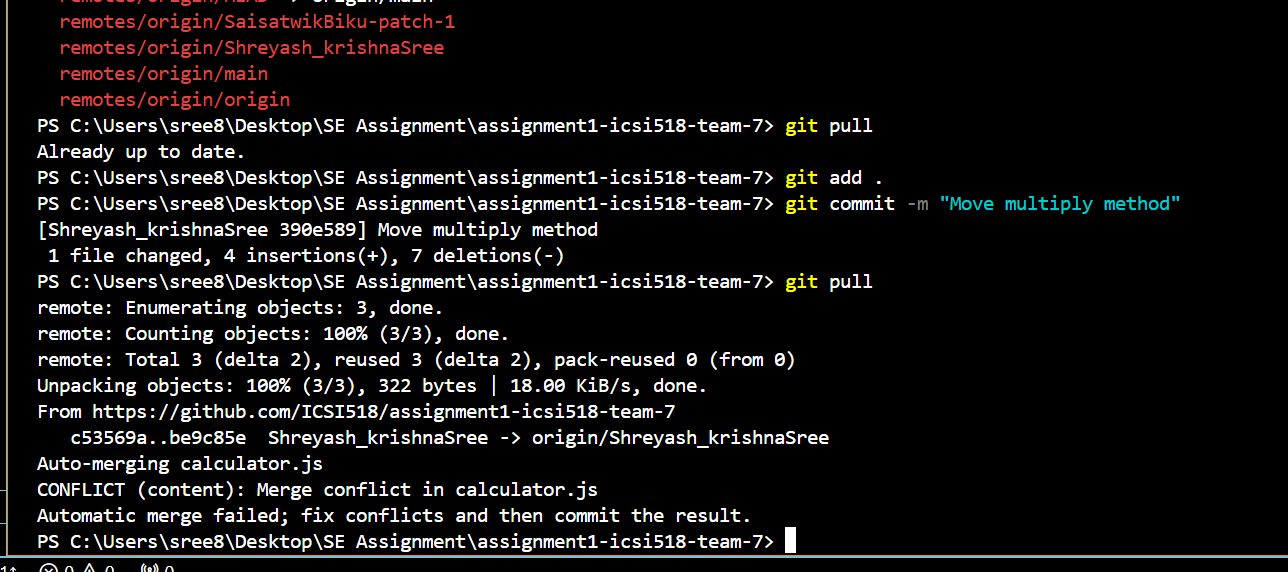 remotes/origin/HEAD -> origin/main
remotes/origin/SaisatwikBiku-patch-1
remotes/origin/Shreyash_krishnaSree
remotes/origin/main
remotes/origin/origin
PS C:\Users\sree8\Desktop\SE Assignment\assignment1-icsi518-team-7> git pull
Already up to date.
PS C:\Users\sree8\Desktop\SE Assignment\assignment1-icsi518-team-7> git add .
PS C:\Users\sree8\Desktop\SE Assignment\assignment1-icsi518-team-7> git commit -m "Move multiply method"
[Shreyash_krishnaSree 390e589] Move multiply method
1 file changed, 4 insertions(+), 7 deletions(-)
PS C:\Users\sree8\Desktop\SE Assignment\assignment1-icsi518-team-7> git pull
remote: Enumerating objects: 3, done.
remote: Counting objects: 100% (3/3), done.
remote: Total 3 (delta 2), reused 3 (delta 2), pack-reused 0 (from 0)
Unpacking objects: 100% (3/3), 322 bytes | 18.00 KiB/s, done.
From https://github.com/ICSI518/assignment1-icsi518-team-7
c53569a..be9c85e  Shreyash_krishnaSree -> origin/Shreyash_krishnaSree
Auto-merging calculator.js
CONFLICT (content): Merge conflict in calculator.js
Automatic merge failed; fix conflicts and then commit the result.
PS C:\Users\sree8\Desktop\SE Assignment\assignment1-icsi518-team-7>